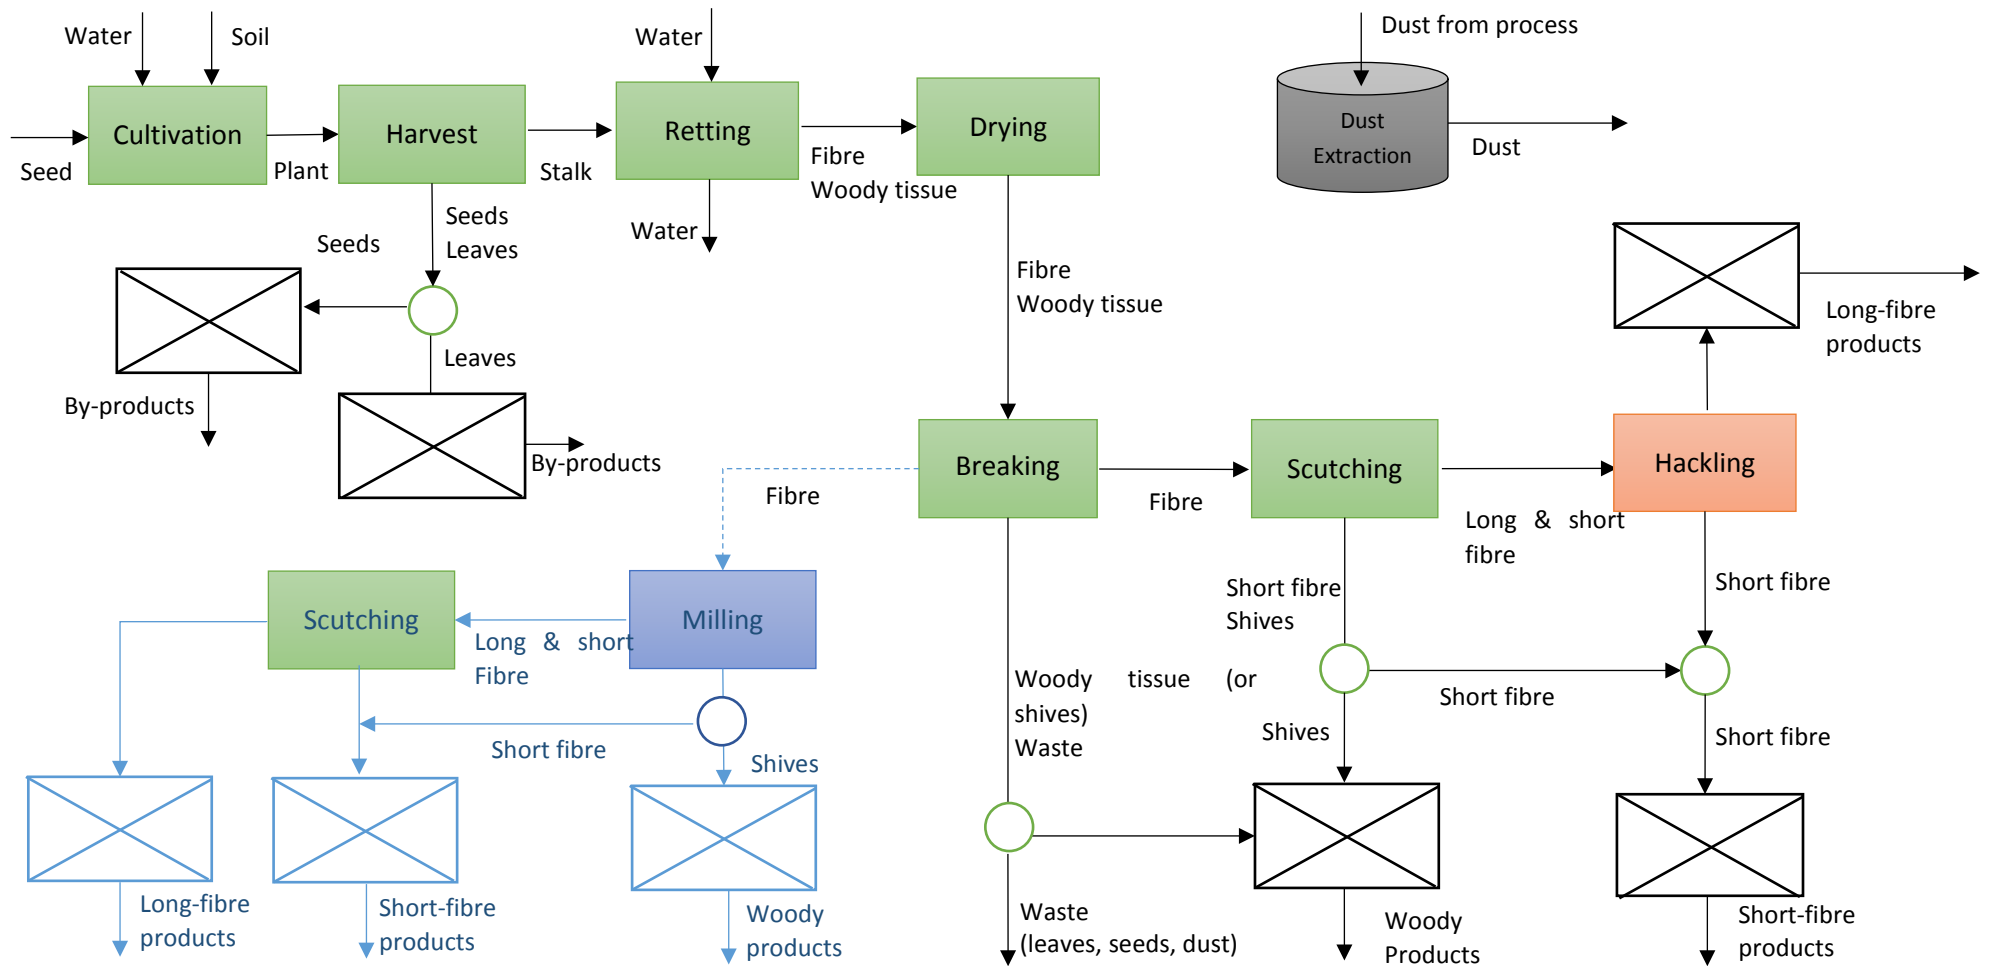 Water
Soil
Water
Dust from process
Cultivation
Harvest
Retting
Drying
Dust
Extraction
Dust
Seed
Plant
Stalk
Fibre
Woody tissue
Seeds
Leaves
Water
Seeds
Fibre
Woody tissue
Long-fibre
products
Leaves
By-products
By-products
Breaking
Scutching
Hackling
Fibre
Fibre
Long & short
fibre
Short fibre
Shives
Short fibre
Scutching
Milling
Long & short
Fibre
Woody tissue (or
shives)
Waste
Short fibre
Short fibre
Shives
Shives
Short fibre
Long-fibre
products
Short-fibre
products
Woody
products
Waste
(leaves, seeds, dust)
Woody
Products
Short-fibre
products